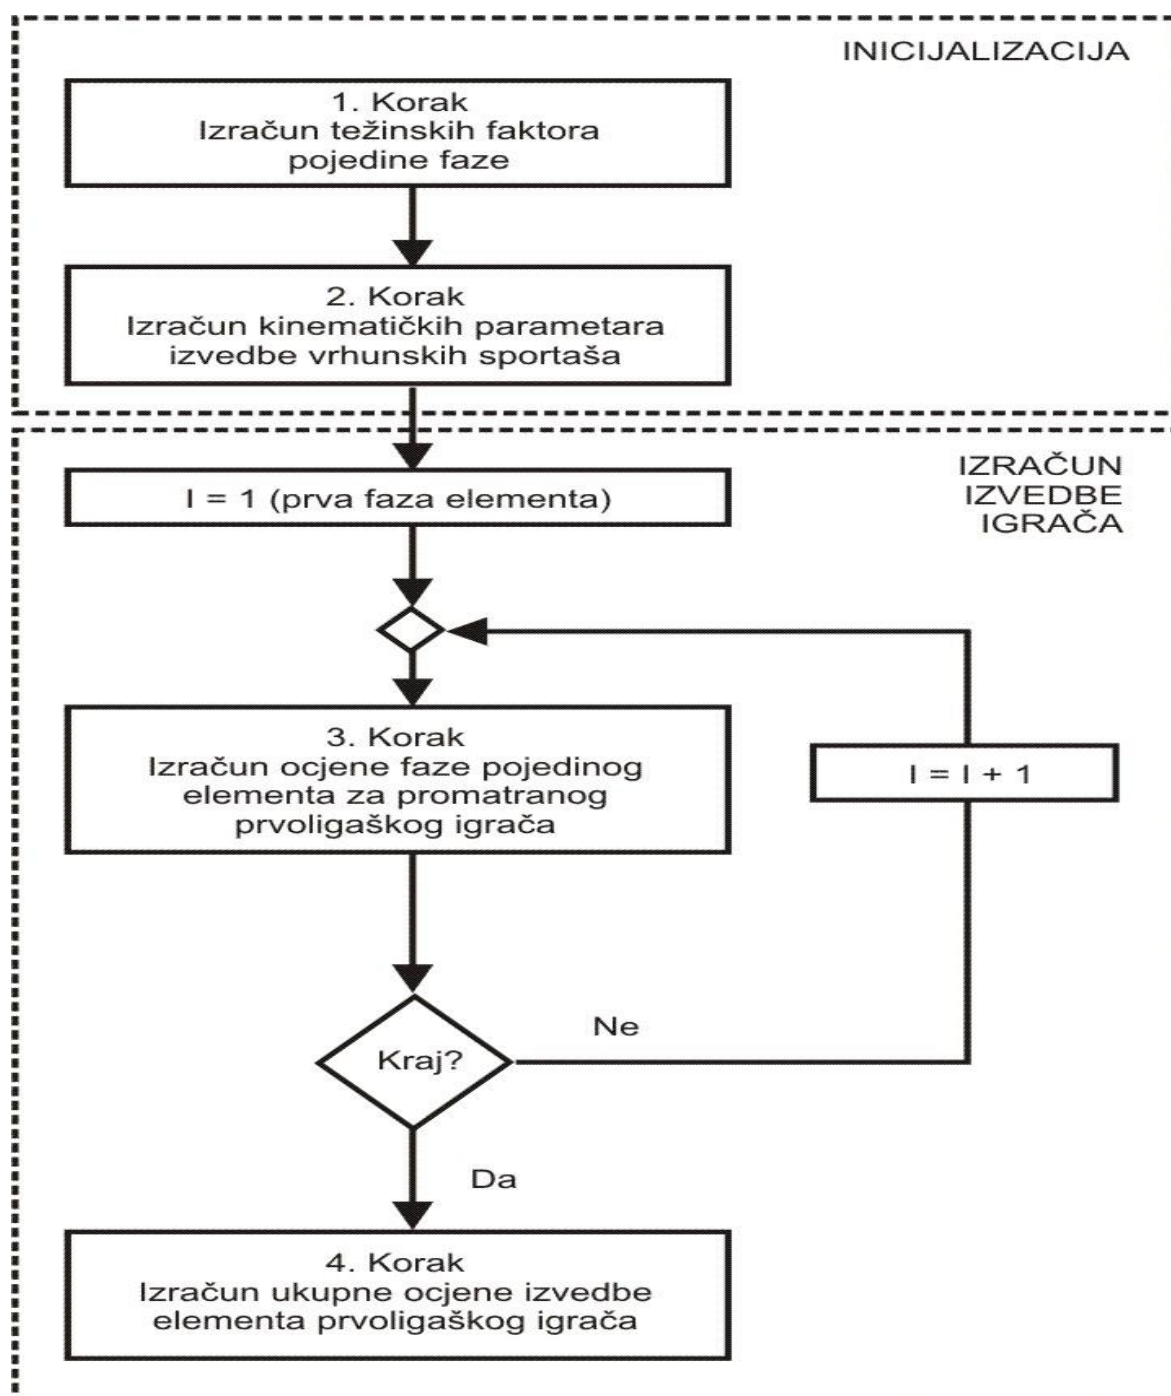 INICIJALIZACIJA
1. Korak
Izračun težinskih faktora
pojedine faze
2. Korak
Izračun kinematičkih parametara
izvedbe vrhunskih sportaša
I = 1 (prva faza elementa)
IZRAČUN
IZVEDBE
IGRAČA
3. Korak
Izračun ocjene faze pojedinog
elementa za promatranog
prvoligaškog igrača
I = I + 1
Ne
Kraj?
Da
4. Korak
Izračun ukupne ocjene izvedbe
elementa prvoligaškog igrača